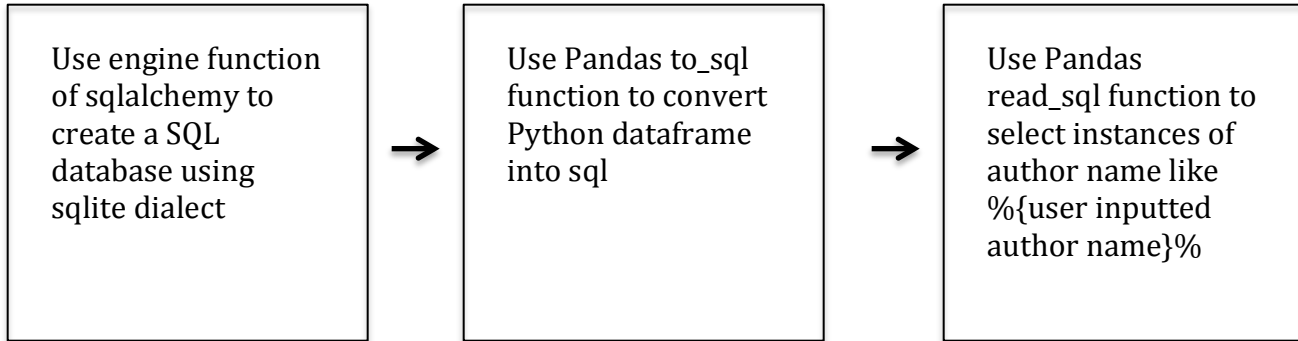 Use engine function
of sqlalchemy to
create a SQL
database using
sqlite dialect
Use Pandas to_sql
function to convert
Python dataframe
into sql
Use Pandas
read_sql function to
select instances of
author name like
%{user inputted
author name}%